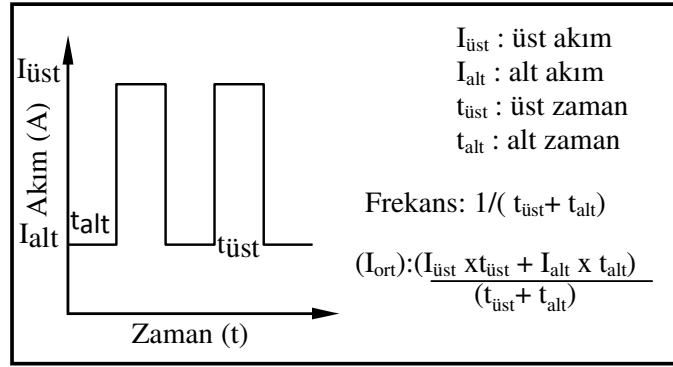 Iüst
Akım (A)
Ialt
talt
tüst
Zaman (t)
Iüst : üst akım
Ialt : alt akım
tüst : üst zaman
talt : alt zaman
Frekans: 1/( tüst+ talt)
(Iort):(Iüst xtüst + Ialt x talt)
(tüst+ talt)